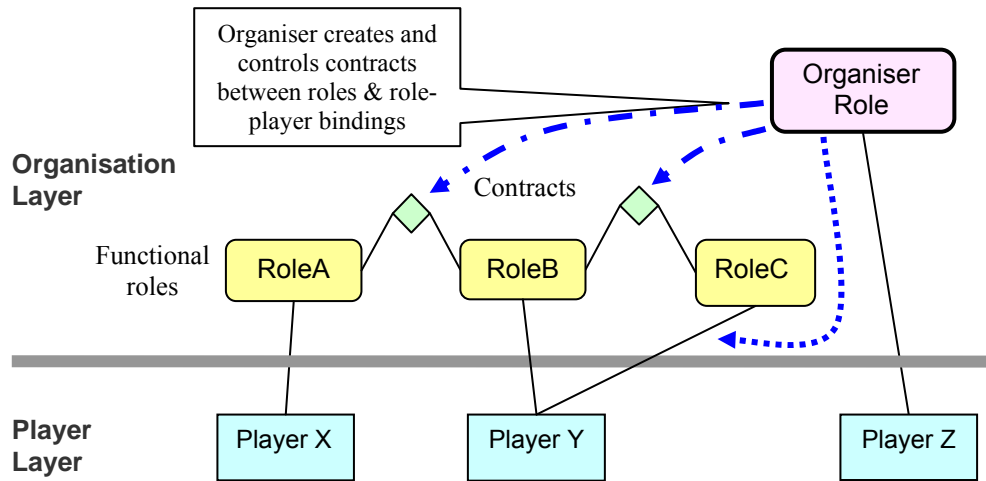 Organiser creates and
controls contracts
between roles & role-
player bindings
Organiser
Role
Organisation
Layer
Contracts
Functional
roles
RoleA
RoleB
RoleC
Player
Layer
Player X
Player Y
Player Z